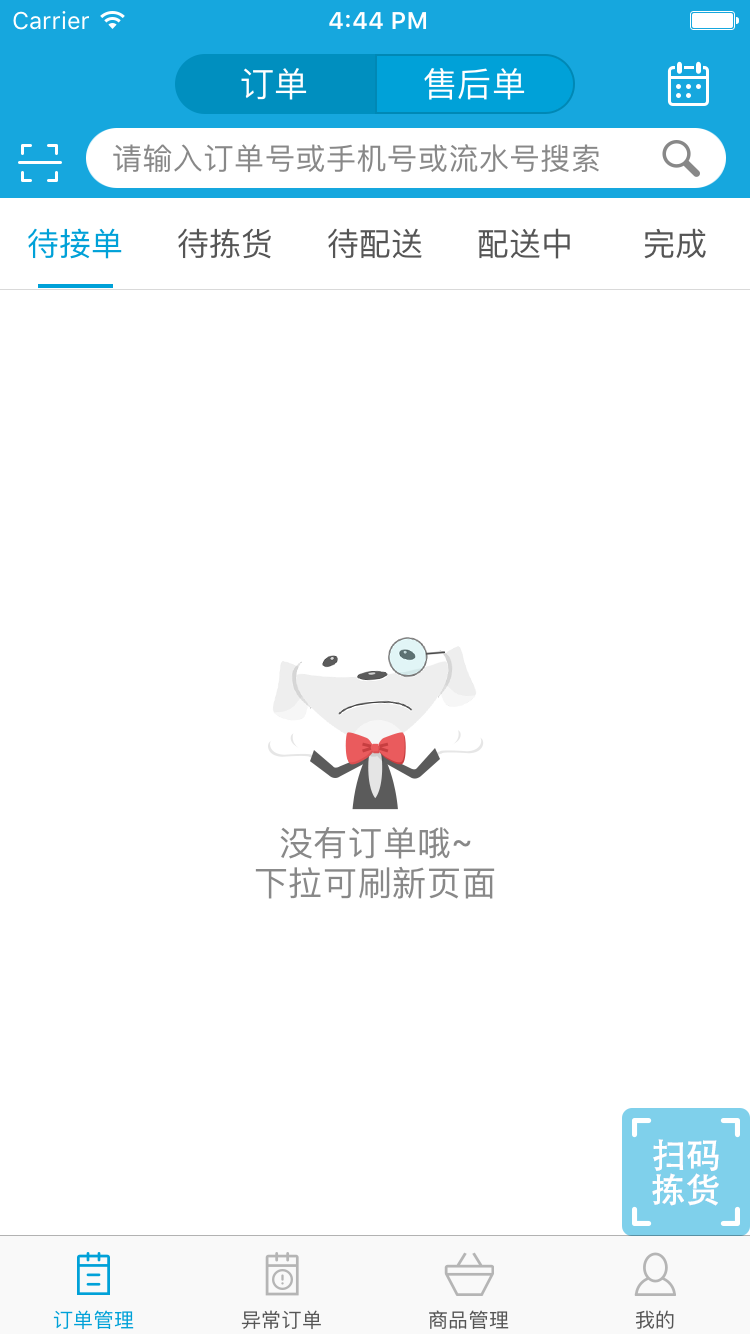 Carrier 4:44 PM
订单 售后单
请输入订单号或手机号或流水号搜索
待接单 待拣货 待配送 配送中 完成
没有订单哦~
下拉可刷新页面
扫码
拣货
订单管理 异常订单 商品管理 我的